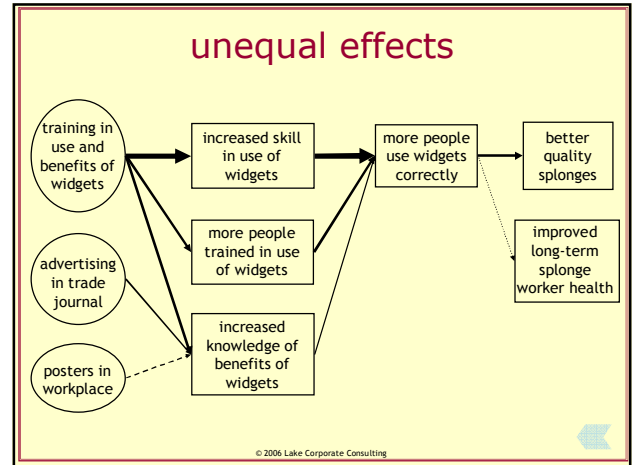 unequal effects
training in
use and
benefits of
widgets
increased skill
in use of
widgets
more people
use widgets
correctly
better
quality
splonges
more people
trained in use
of widgets
improved
long-term
splonge
worker health
advertising
in trade
journal
increased
knowledge of
benefits of
widgets
posters in
workplace
© 2006 Lake Corporate Consulting